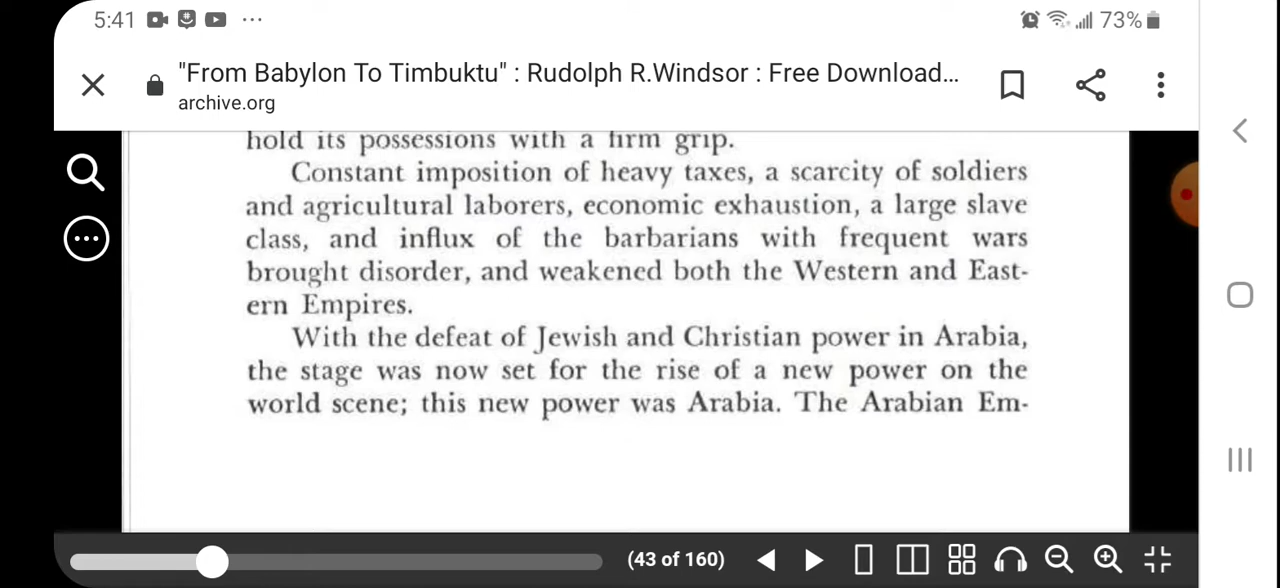 5:41 ... 73%
"From Babylon To Timbuktu" : Rudolph R.Windsor : Free Download...
archive.org
hold its possessions with a firm grip.
Constant imposition of heavy taxes, a scarcity of soldiers
and agricultural laborers, economic exhaustion, a large slave
class, and influx of the barbarians with frequent wars
brought disorder, and weakened both the Western and East-
ern Empires.
With the defeat of Jewish and Christian power in Arabia,
the stage was now set for the rise of a new power on the
world scene; this new power was Arabia. The Arabian Em-
(43 of 160)